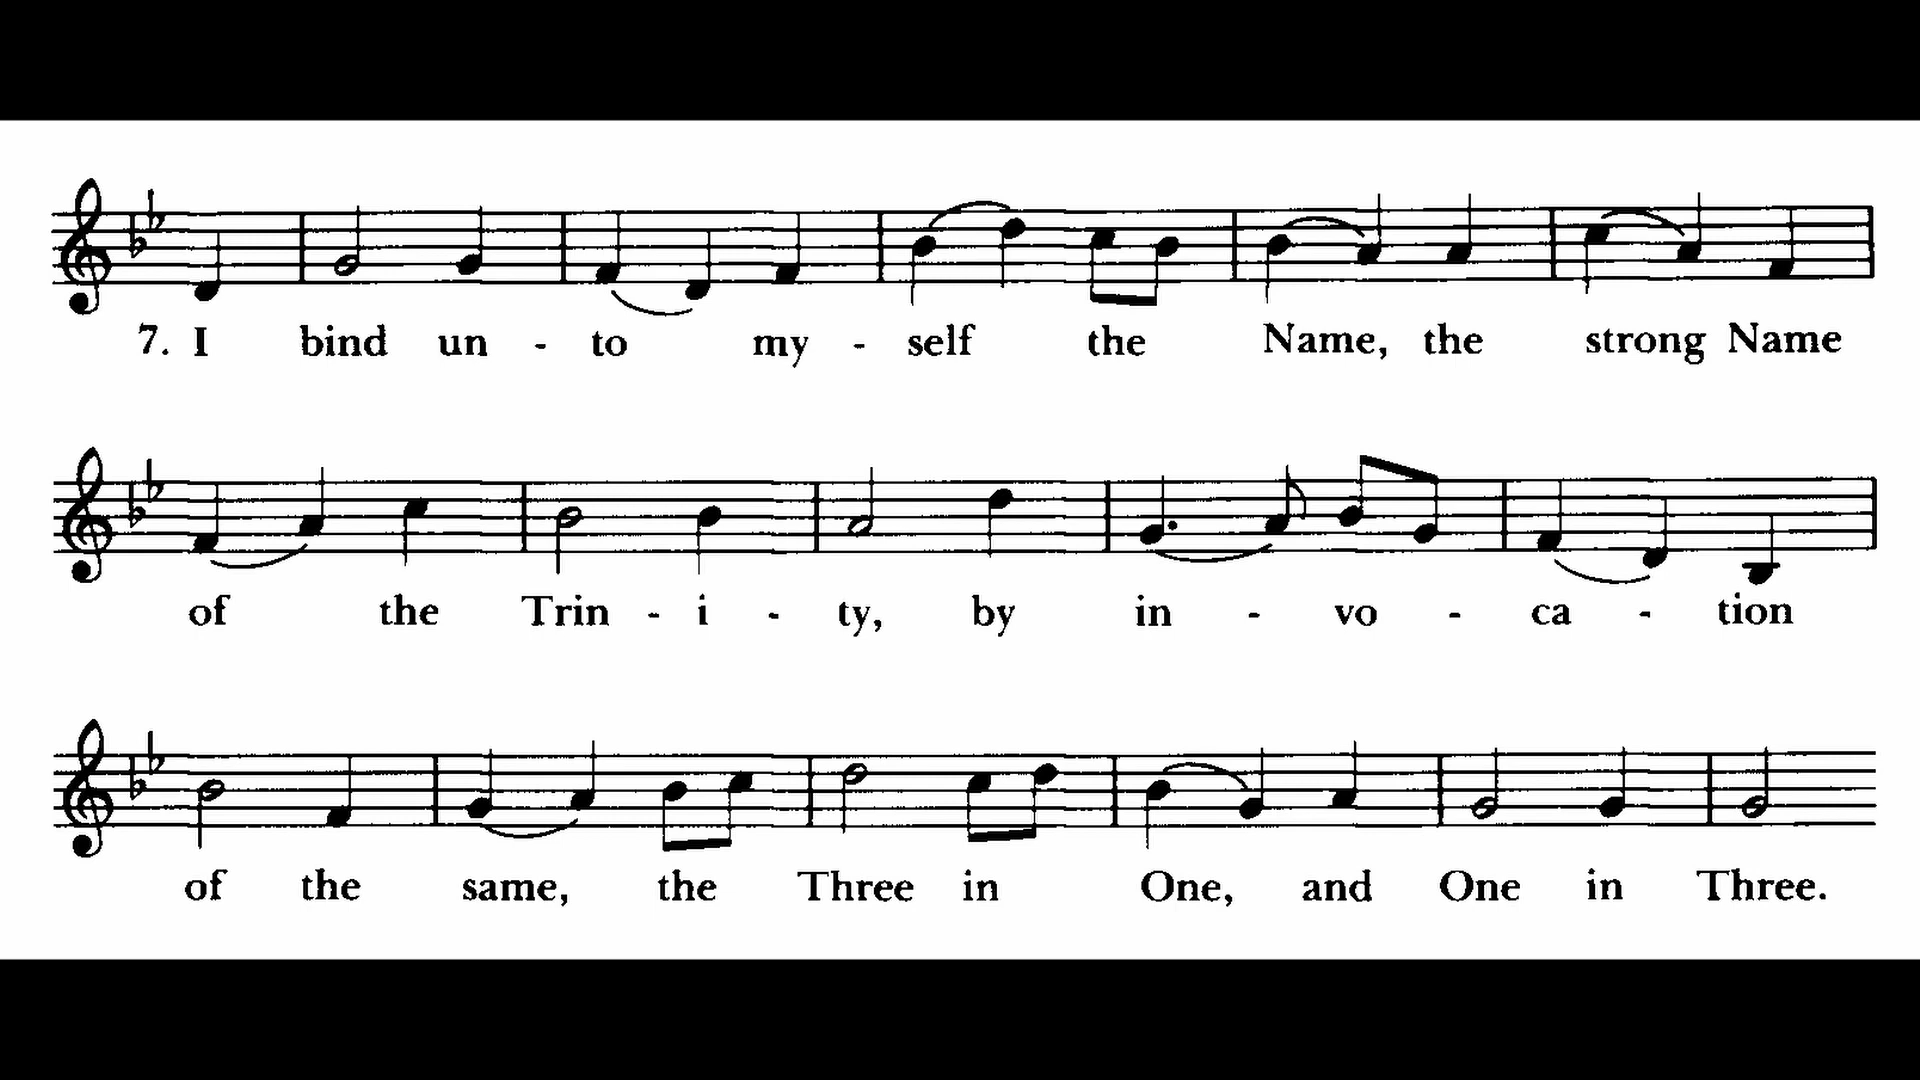 7. I bind un - to my - self the Name, the strong Name
of the Trin - i - ty, by in - vo - ca - tion
of the same, the Three in One, and One in Three.